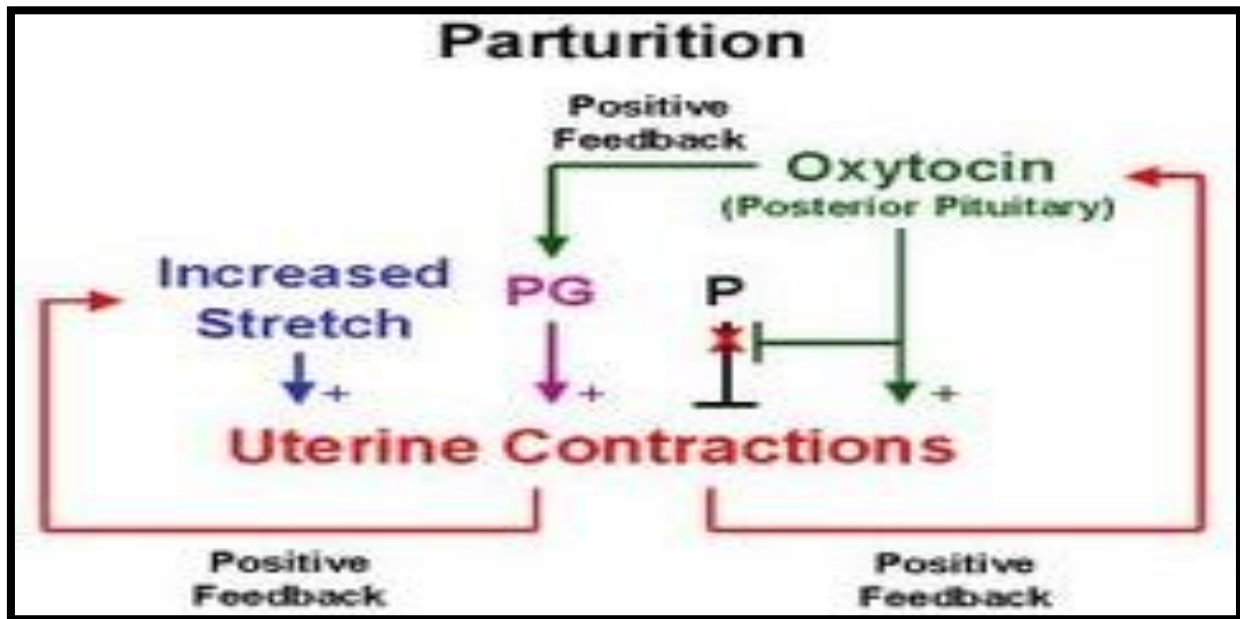 Parturition
Positive
Feedback
Oxytocin
(Posterior Pituitary)
Increased
Stretch
PG
P
+
+
+
Uterine Contractions
Positive
Feedback
Positive
Feedback